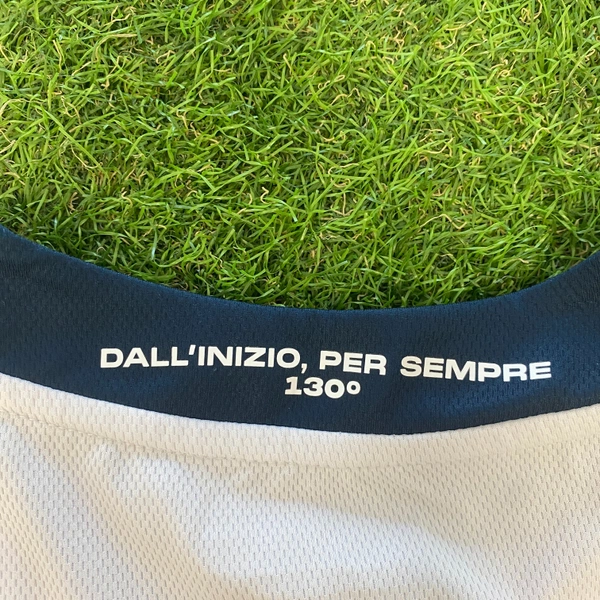 DALL'INIZIO, PER SEMPRE
130º